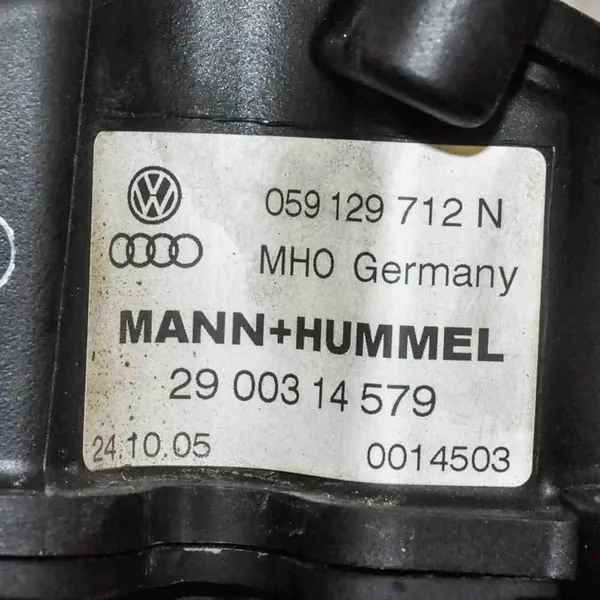 059 129 712 N
MHO Germany
MANN+HUMMEL
29 003 14 579
24.10.05 0014503